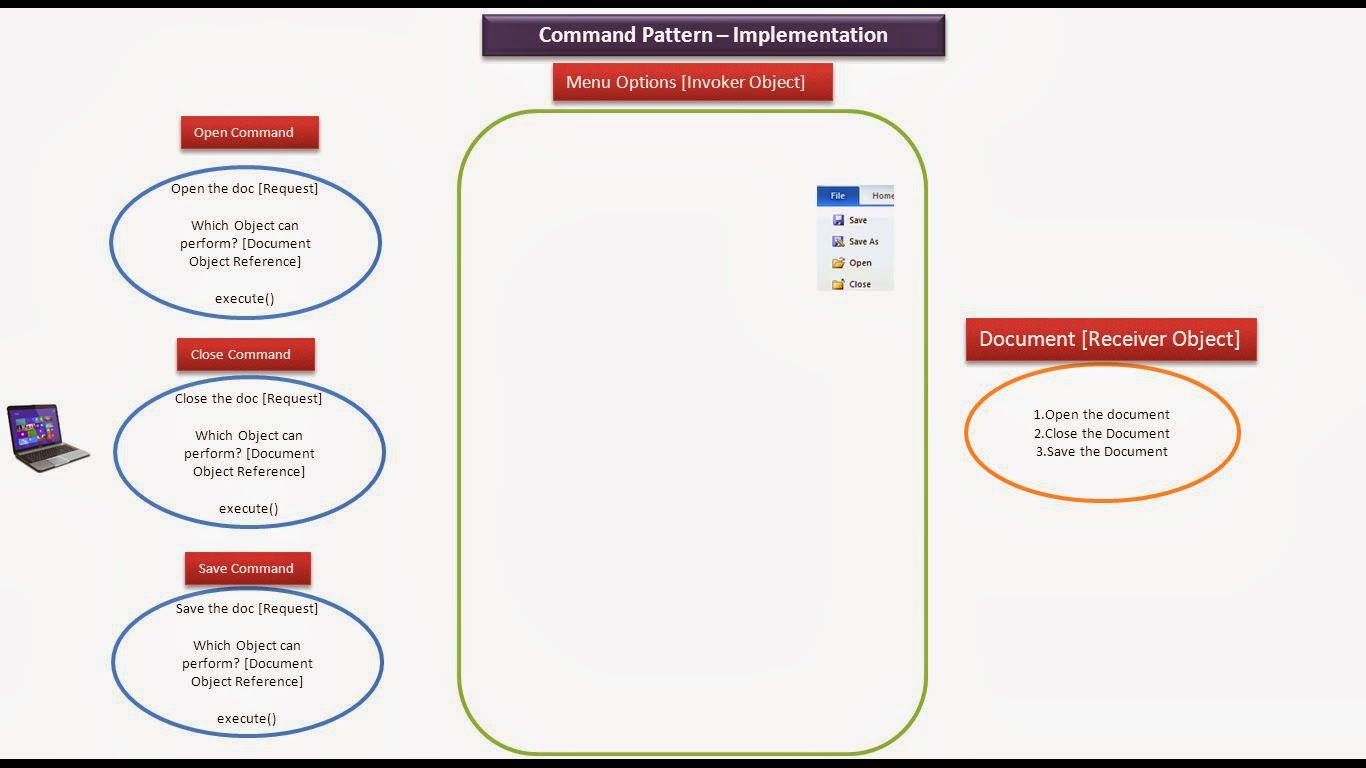 Command Pattern – Implementation
Menu Options [Invoker Object]
Open Command
Open the doc [Request]
Which Object can
perform? [Document
Object Reference]
execute()
Close Command
Close the doc [Request]
Which Object can
perform? [Document
Object Reference]
execute()
Save Command
Save the doc [Request]
Which Object can
perform? [Document
Object Reference]
execute()
File Home
Save
Save As
Open
Close
Document [Receiver Object]
1.Open the document
2.Close the Document
3.Save the Document